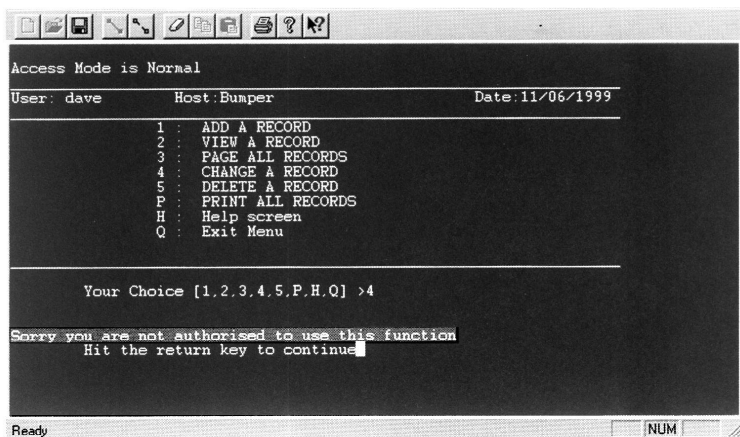 Access Mode is Normal
User: dave Host:Bumper Date:11/06/1999
1 : ADD A RECORD
2 : VIEW A RECORD
3 : PAGE ALL RECORDS
4 : CHANGE A RECORD
5 : DELETE A RECORD
P : PRINT ALL RECORDS
H : Help screen
Q : Exit Menu
Your Choice [1,2,3,4,5,P,H,Q] >4
Sorry you are not authorised to use this function
Hit the return key to continue
Ready NUM